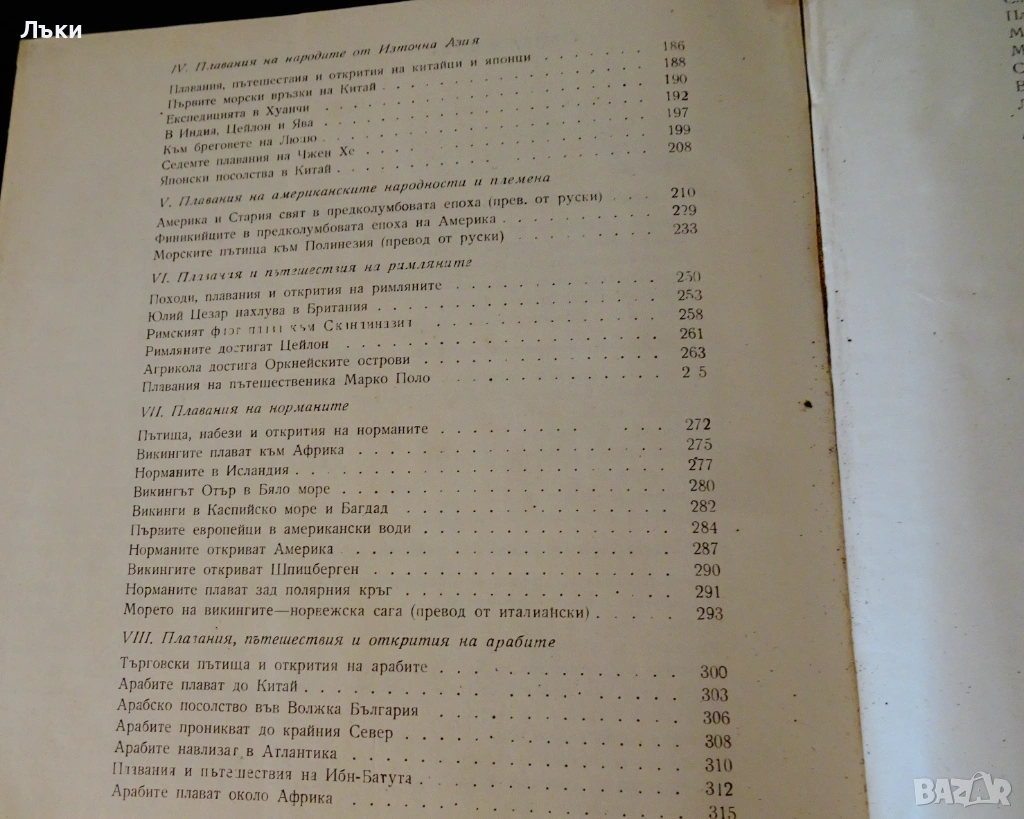 Лъки
IV. Плавания на народате от Източна Азия
Плавания, пътешествия и открития на китайци и японци 186
Първите морски връзки на Китай 188
Експедицията в Хуанчи 190
В Индия, Цейлон и Ява 192
Към бреговете на Люцю 197
Седемте плавания на Чжен Хе 199
Японски посолства в Китай 208
V. Плавания на американските народности и племена
Америка и Стария свят в предколумбовата епоха (прев. от руски) 210
Финикийците в предколумбовата епоха на Америка 229
Морските пътища към Полинезия (превод от руски) 233
VI. Плавания и пътешествия на римляните
Походи, плавания и открития на римляните 250
Юлий Цезар нахлува в Британия 253
Римският към 258
Римляните достигат Цейлон 261
Агрикола достига Оркнейските острови 263
Плавания на пътешественика Марко Поло 2 5
VII. Плавания на норманите
Пътища, набези и открития на норманите 272
Викингите плават към Африка 275
Норманите в Исландия 277
Викингът Отър в Бяло море 280
Викинги в Каспийско море и Багдад 282
Първите европейци в американски води 284
Норманите откриват Америка 287
Викингите откриват Шпицберген 290
Норманите плават зад полярния кръг 291
Морето на викингите—норвежска сага (превод от италиански) 293
VIII. Плавания, пътешествия и открития на арабите
Търговски пътища и открития на арабите 300
Арабите плават до Китай 303
Арабско посолство във Волжка България 306
Арабите проникват до крайния Север 308
Арабите навлизат в Атлантика 310
Плавания и пътешествия на Ибн-Батута 312
Арабите плават около Африка 315
BAZAR